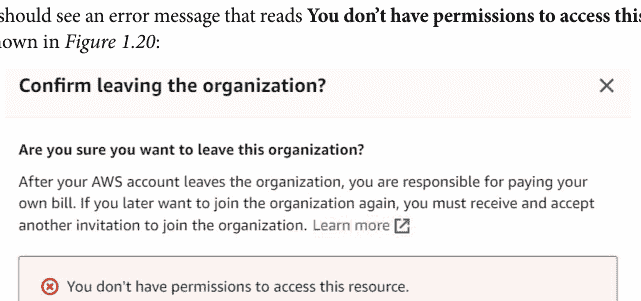 should see an error message that reads You don’t have permissions to access this
own in Figure 1.20:
Confirm leaving the organization?
Are you sure you want to leave this organization?
After your AWS account leaves the organization, you are responsible for paying your
own bill. If you later want to join the organization again, you must receive and accept
another invitation to join the organization. Learn more
You don't have permissions to access this resource.